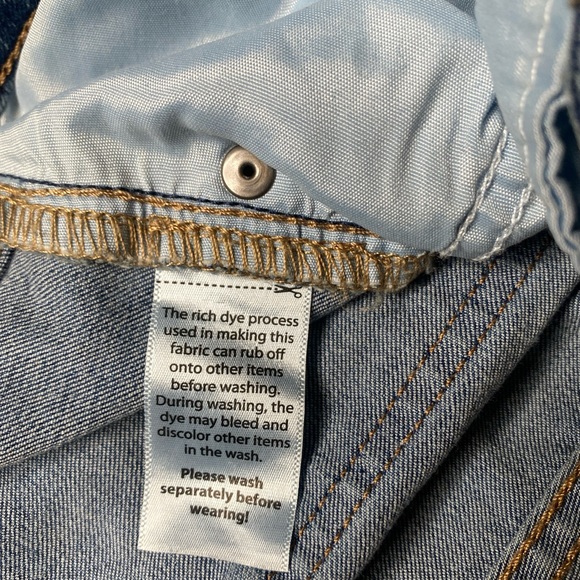 The rich dye process
used in making this
fabric can rub off
onto other items
before washing.
During washing, the
dye may bleed and
discolor other items
in the wash.
Please wash
separately before
wearing!